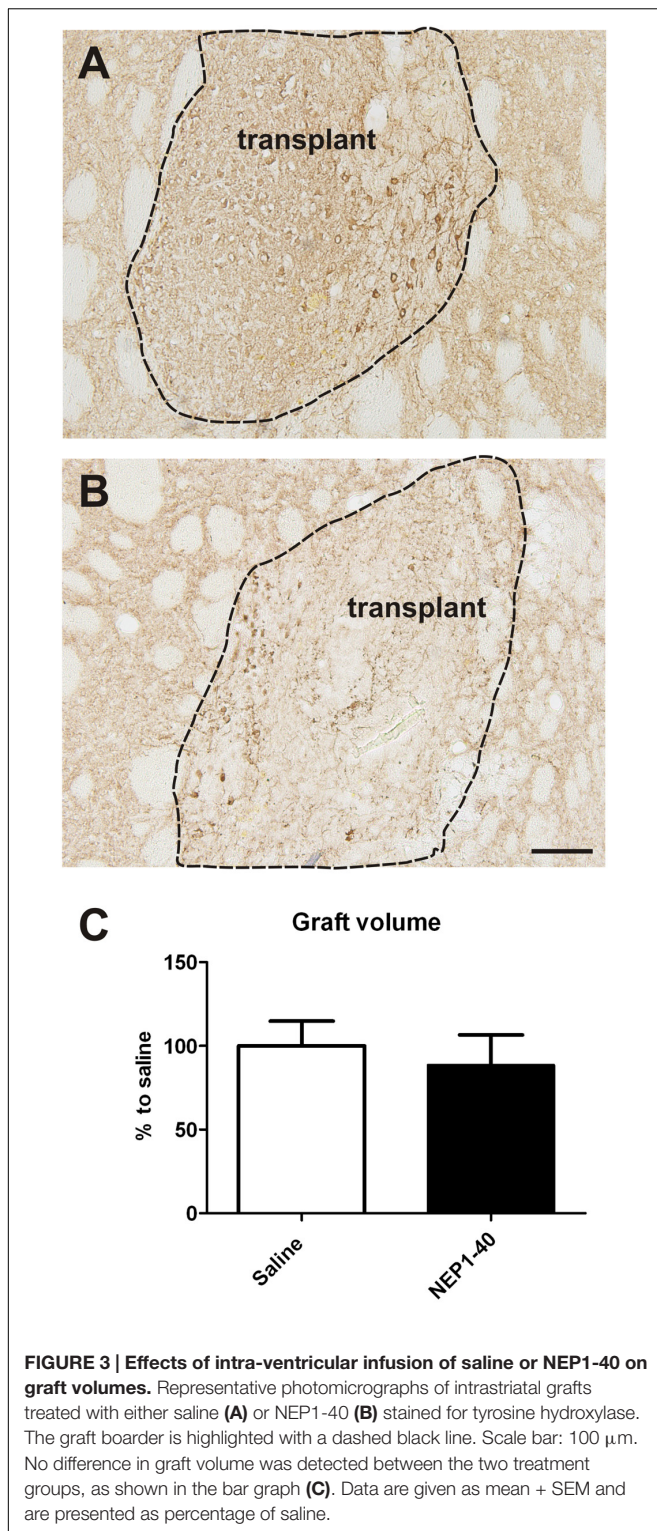 A
transplant
B
transplant
C
Graft volume
150
100
50
0
% to saline
Saline
NEP1-40
FIGURE 3 | Effects of intra-ventricular infusion of saline or NEP1-40 on
graft volumes. Representative photomicrographs of intrastriatal grafts
treated with either saline (A) or NEP1-40 (B) stained for tyrosine hydroxylase.
The graft boarder is highlighted with a dashed black line. Scale bar: 100 μm.
No difference in graft volume was detected between the two treatment
groups, as shown in the bar graph (C). Data are given as mean + SEM and
are presented as percentage of saline.